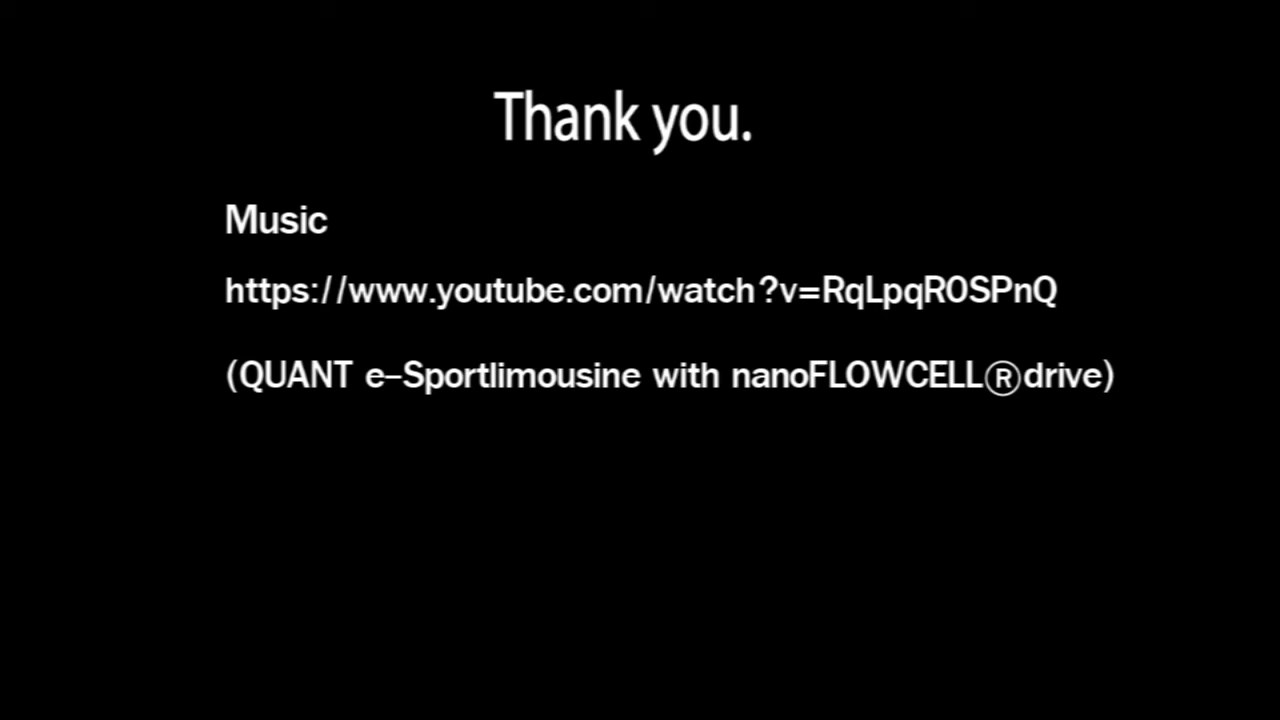 Thank you.
Music
https://www.youtube.com/watch?v=RqLpqR0SPnQ
(QUANT e–Sportlimousine with nanoFLOWCELL®drive)